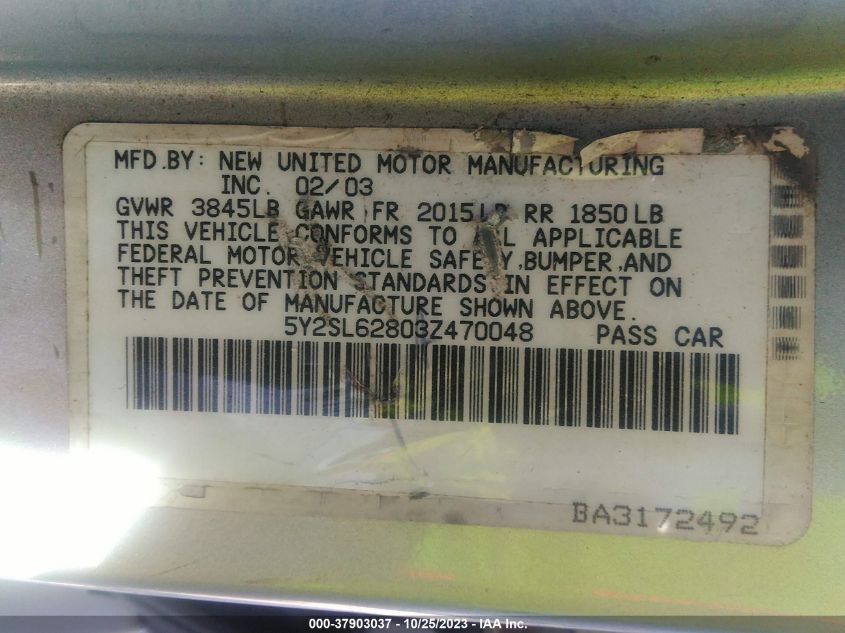 MFD.BY: NEW UNITED MOTOR MANUFACTURING
INC. 02/03
GVWR 3845LB GAWR FR 2015LB RR 1850LB
THIS VEHICLE CONFORMS TO ALL APPLICABLE
FEDERAL MOTOR VEHICLE SAFETY,BUMPER,AND
THEFT PREVENTION STANDARDS IN EFFECT ON
THE DATE OF MANUFACTURE SHOWN ABOVE.
5Y2SL62803Z470048 PASS CAR
BA3172492
000-37903037 - 10/25/2023 - IAA Inc.